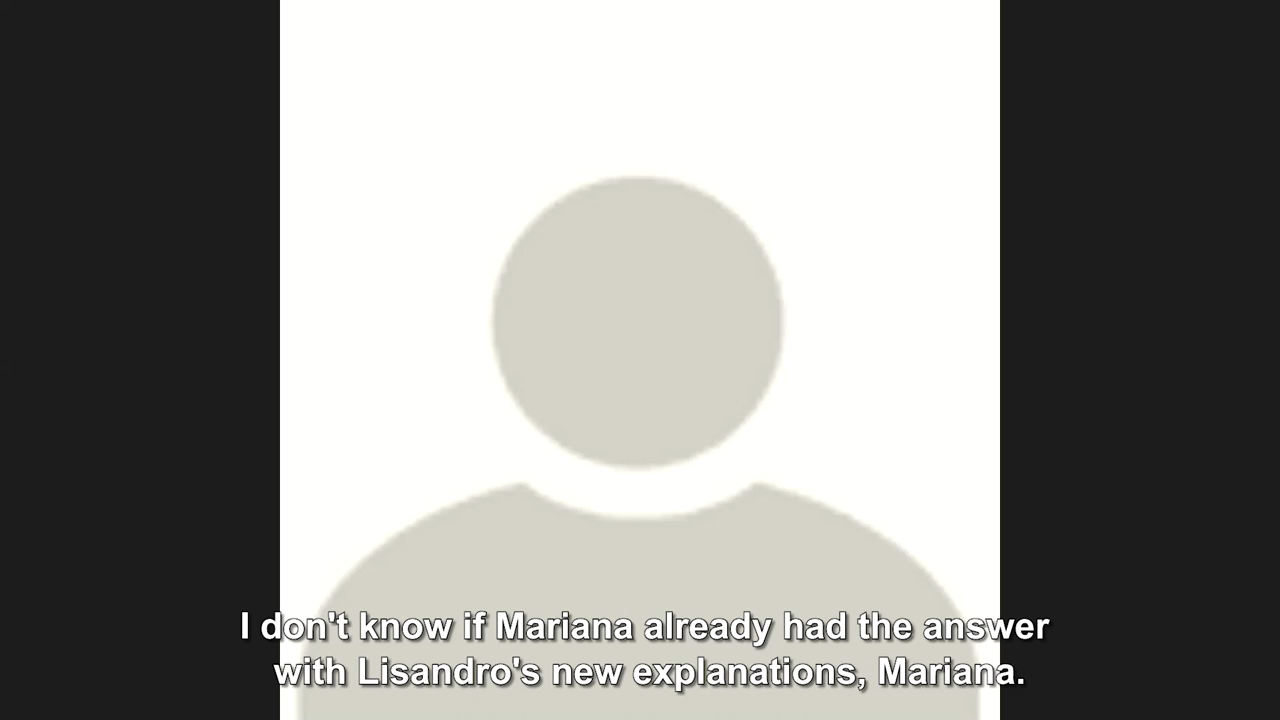 I don't know if Mariana already had the answer
with Lisandro's new explanations, Mariana.